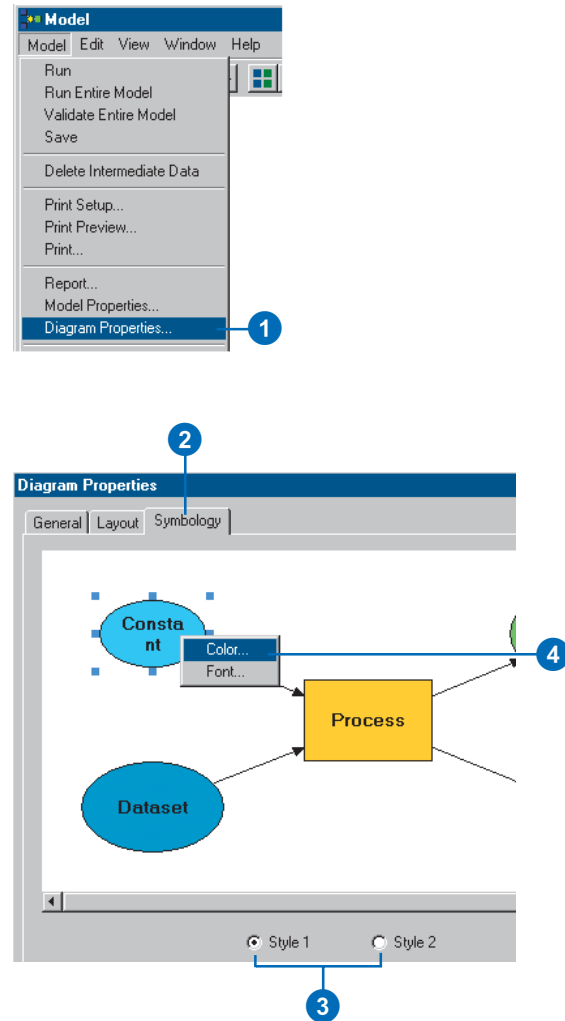 Model
Model Edit View Window Help
Run
Run Entire Model
Validate Entire Model
Save
Delete Intermediate Data
Print Setup...
Print Preview...
Print...
Report...
Model Properties...
Diagram Properties...
1
2
Diagram Properties
General Layout Symbology
Consta
nt
Color...
4
Font...
Process
Dataset
Style 1 Style 2
3